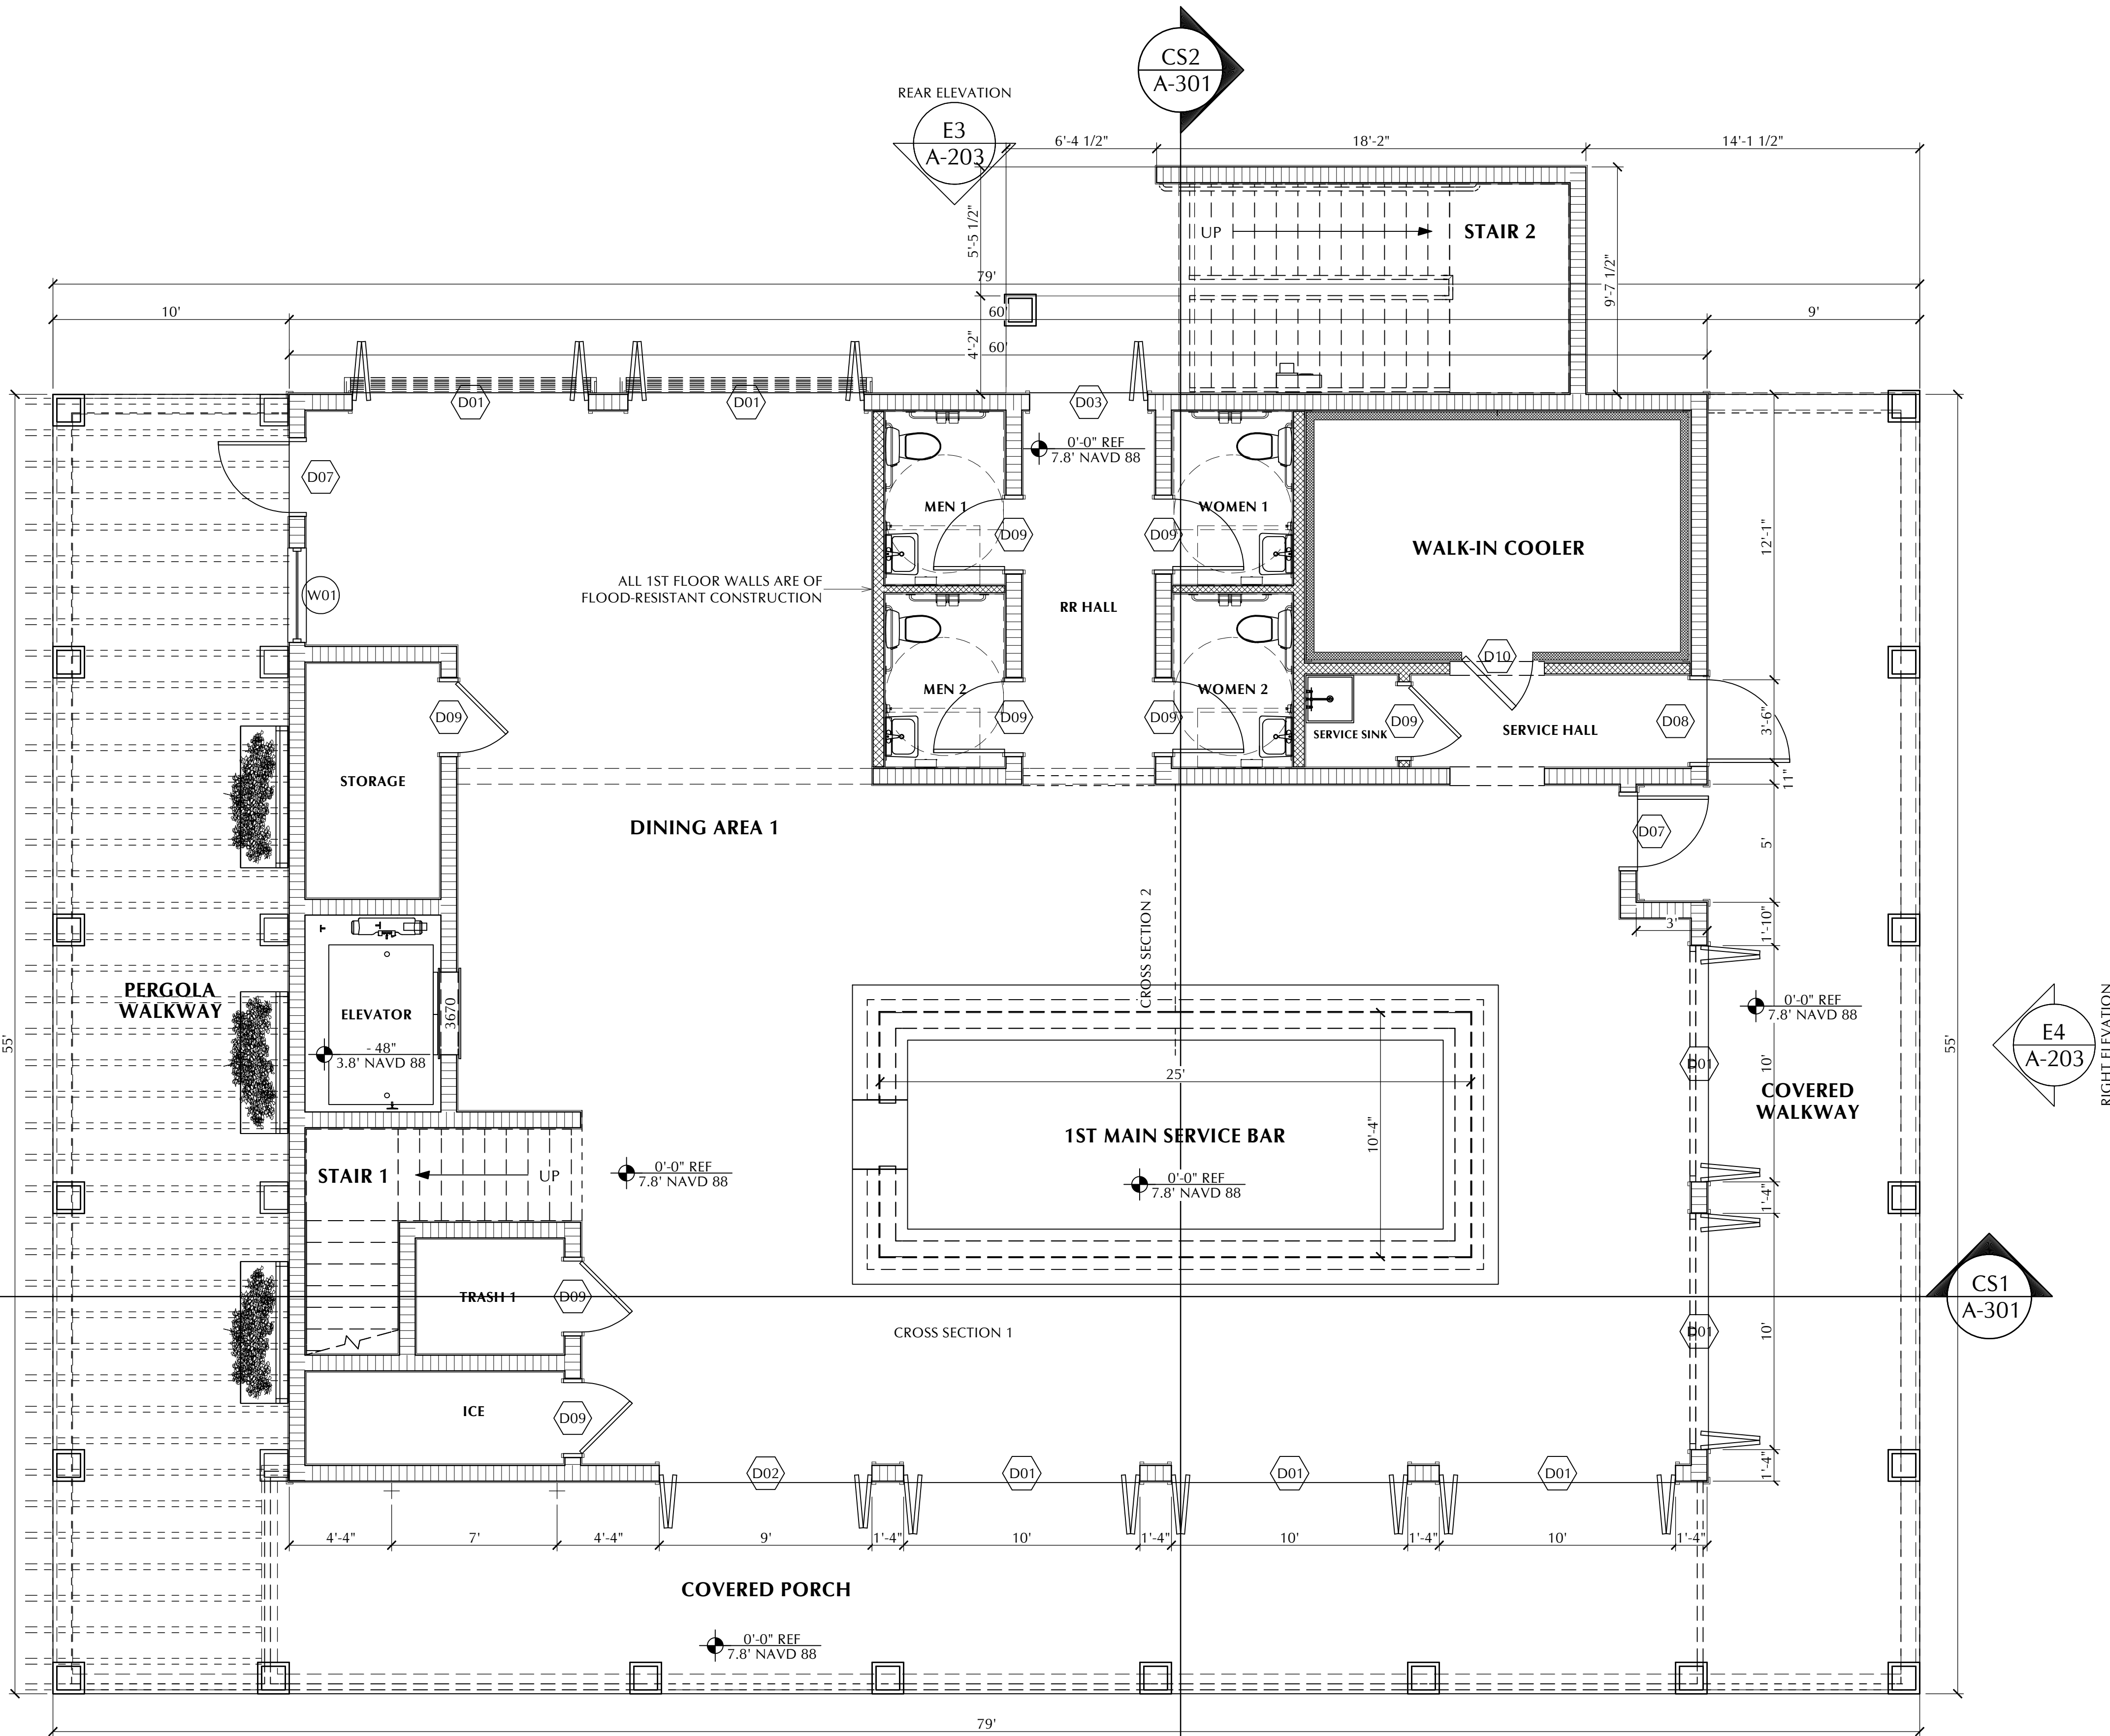 CS2
A-301
REAR ELEVATION
E3
A-203
6'-4 1/2"
18'-2"
14'-1 1/2"
5'-5 1/2"
UP
STAIR 2
9'-7 1/2"
79'
10'
60'
9'
4'-2"
60'
D01
D01
D03
D07
0'-0" REF
7.8' NAVD 88
MEN 1
WOMEN 1
D09
D09
WALK-IN COOLER
12'-1"
W01
ALL 1ST FLOOR WALLS ARE OF
FLOOD-RESISTANT CONSTRUCTION
RR HALL
D10
MEN 2
WOMEN 2
D09
D09
D09
D09
SERVICE SINK
SERVICE HALL
D08
3'-6"
11"
STORAGE
DINING AREA 1
D07
5'
CROSS SECTION 2
3'
1'-10"
PERGOLA
WALKWAY
ELEVATOR
3670
- 48"
3.8' NAVD 88
0'-0" REF
7.8' NAVD 88
55'
55'
E4
A-203
RIGHT ELEVATION
25'
D01
10'
COVERED
WALKWAY
1ST MAIN SERVICE BAR
10'-4"
STAIR 1
UP
0'-0" REF
7.8' NAVD 88
0'-0" REF
7.8' NAVD 88
1'-4"
CS1
A-301
TRASH 1
D09
CROSS SECTION 1
D01
10'
ICE
D09
1'-4"
D02
D01
D01
D01
4'-4"
7'
4'-4"
9'
1'-4"
10'
1'-4"
10'
1'-4"
10'
1'-4"
COVERED PORCH
0'-0" REF
7.8' NAVD 88
79'